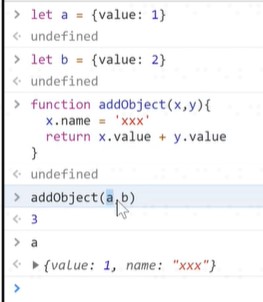 > let a = {value: 1}
< undefined
> let b = {value: 2}
< undefined
> function addObject(x,y){
x.name = 'xxx'
return x.value + y.value
}
< undefined
> addObject(a,b)
< 3
> a
< ▶ {value: 1, name: "xxx"}
>